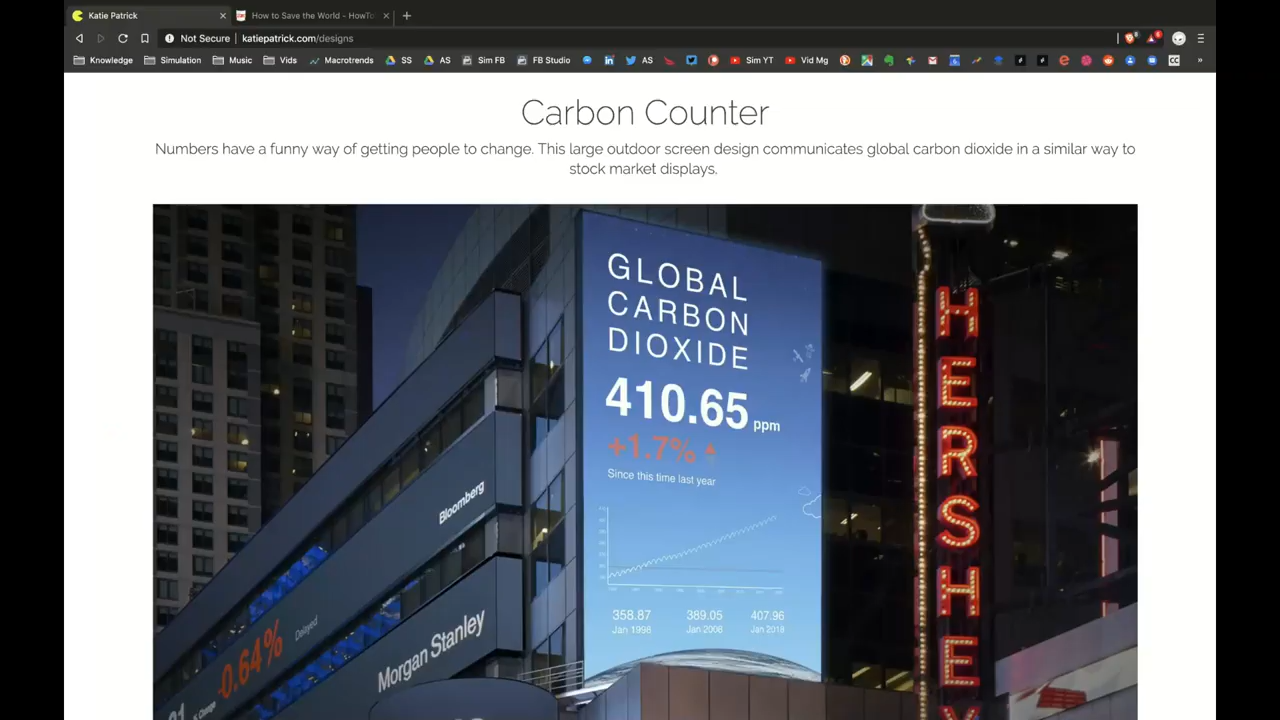 Katie Patrick
How to Save the World - HowTo
Not Secure | katiepatrick.com/designs
Knowledge Simulation Music Vids Macrotrends SS AS Sim FB FB Studio AS Sim YT Vid Mg
Carbon Counter
Numbers have a funny way of getting people to change. This large outdoor screen design communicates global carbon dioxide in a similar way to
stock market displays.
GLOBAL
CARBON
DIOXIDE
410.65 ppm
+1.7%
Since this time last year
358.87 389.05 407.96
Jan 1998 Jan 2008 Jan 2018
Bloomberg
Morgan Stanley
-0.64% Delayed
HERSHEY